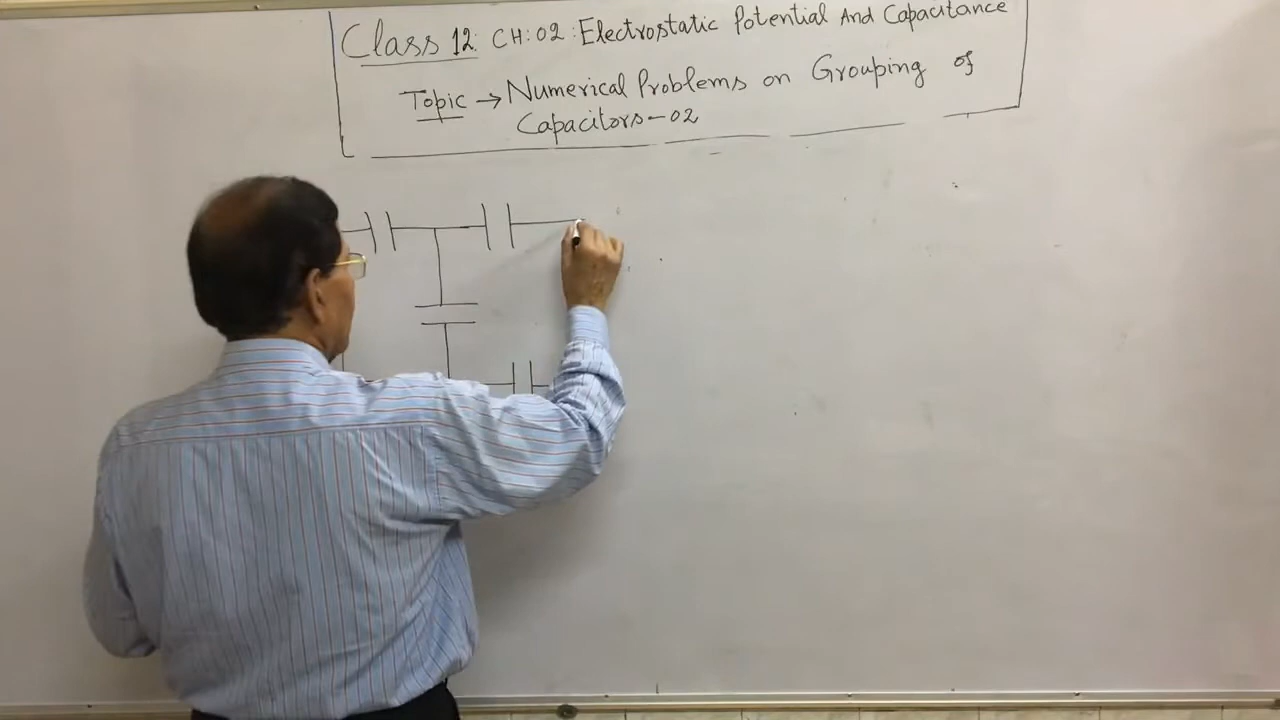 Class 12: CH:02: Electrostatic Potential And Capacitance
Topic → Numerical Problems on Grouping of
Capacitors-02